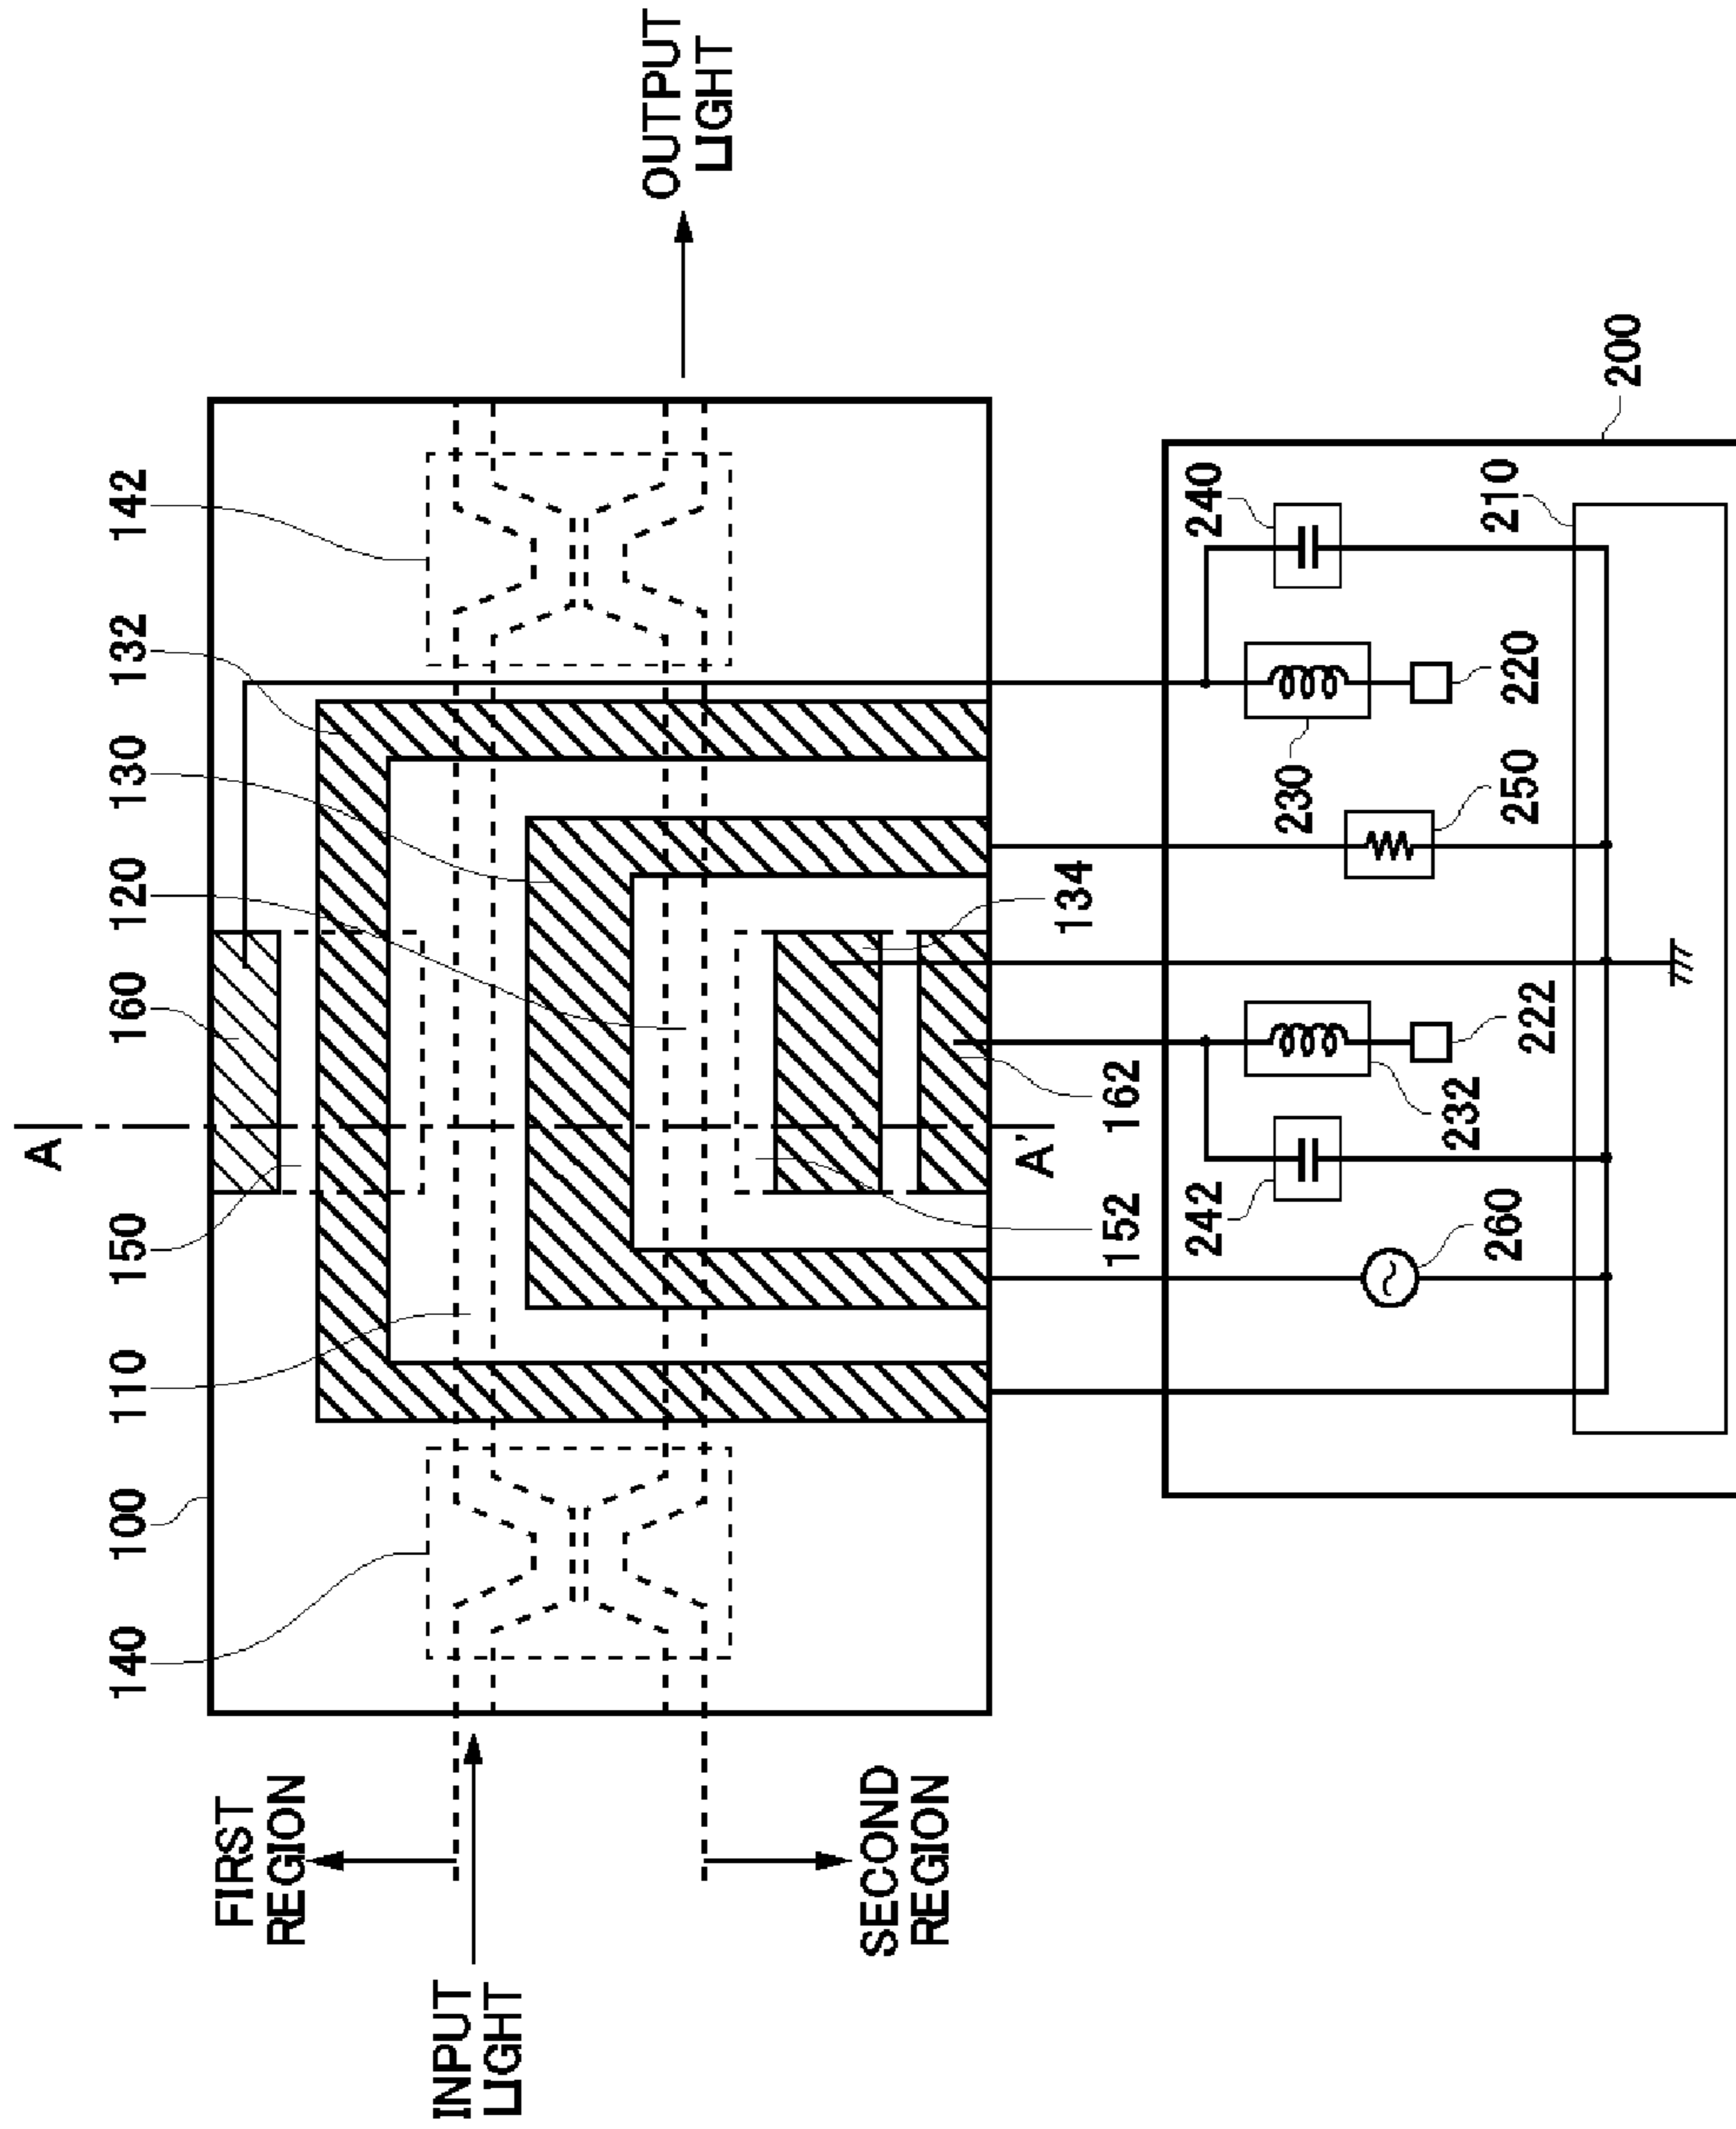 140
100
110
150
160
120
130
132
142
A
FIRST
REGION
INPUT
LIGHT
OUTPUT
LIGHT
SECOND
REGION
A'
134
152
162
242
240
230
260
232
222
250
220
210
200